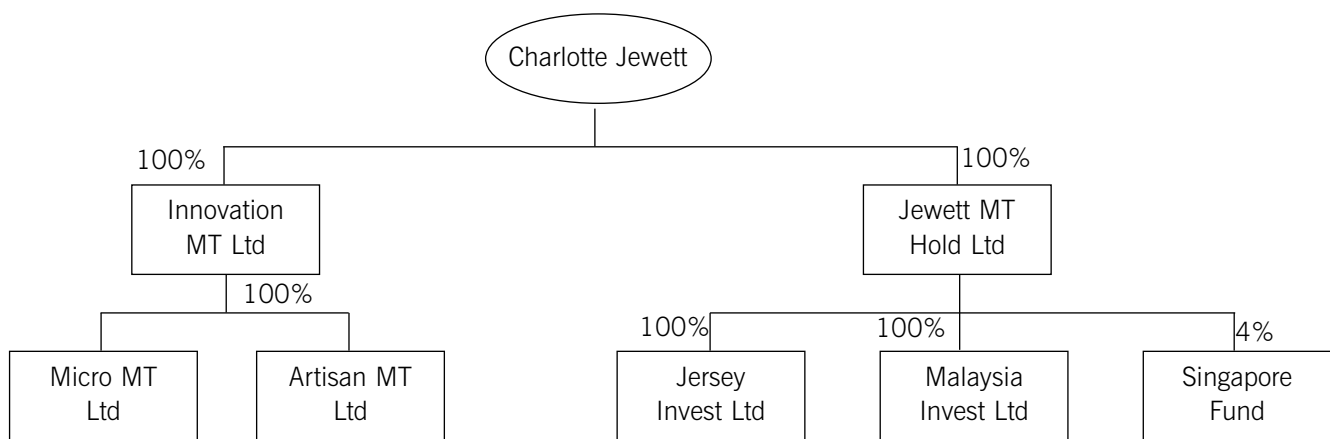 Charlotte Jewett
100%
100%
Innovation
MT Ltd
Jewett MT
Hold Ltd
100%
100%
100%
4%
Micro MT
Ltd
Artisan MT
Ltd
Jersey
Invest Ltd
Malaysia
Invest Ltd
Singapore
Fund